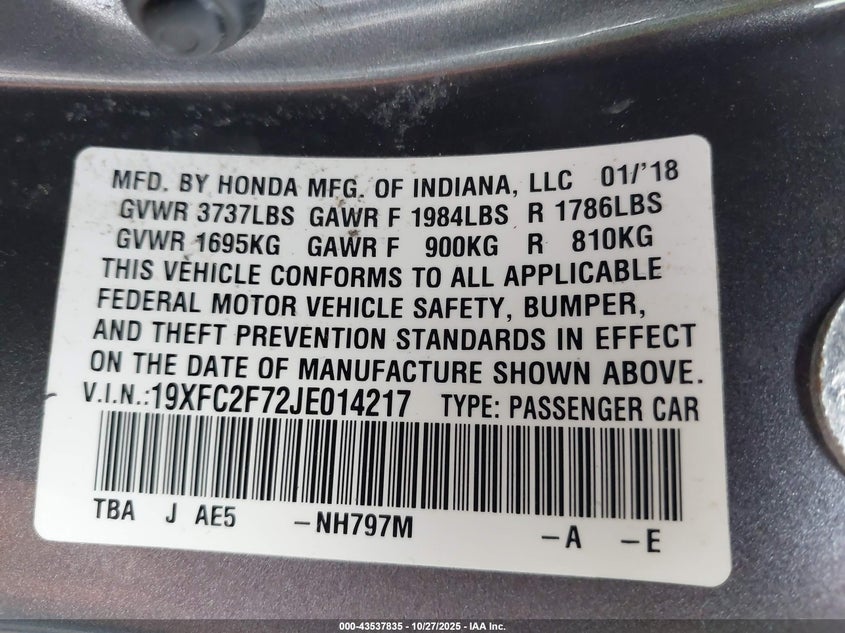 MFD. BY HONDA MFG. OF INDIANA, LLC 01/'18
GVWR 3737LBS GAWR F 1984LBS R 1786LBS
GVWR 1695KG GAWR F 900KG R 810KG
THIS VEHICLE CONFORMS TO ALL APPLICABLE
FEDERAL MOTOR VEHICLE SAFETY, BUMPER,
AND THEFT PREVENTION STANDARDS IN EFFECT
ON THE DATE OF MANUFACTURE SHOWN ABOVE.
V.I.N.:19XFC2F72JE014217 TYPE: PASSENGER CAR
TBA J AE5 -NH797M -A -E
000-43537835 - 10/27/2025 - IAA Inc.